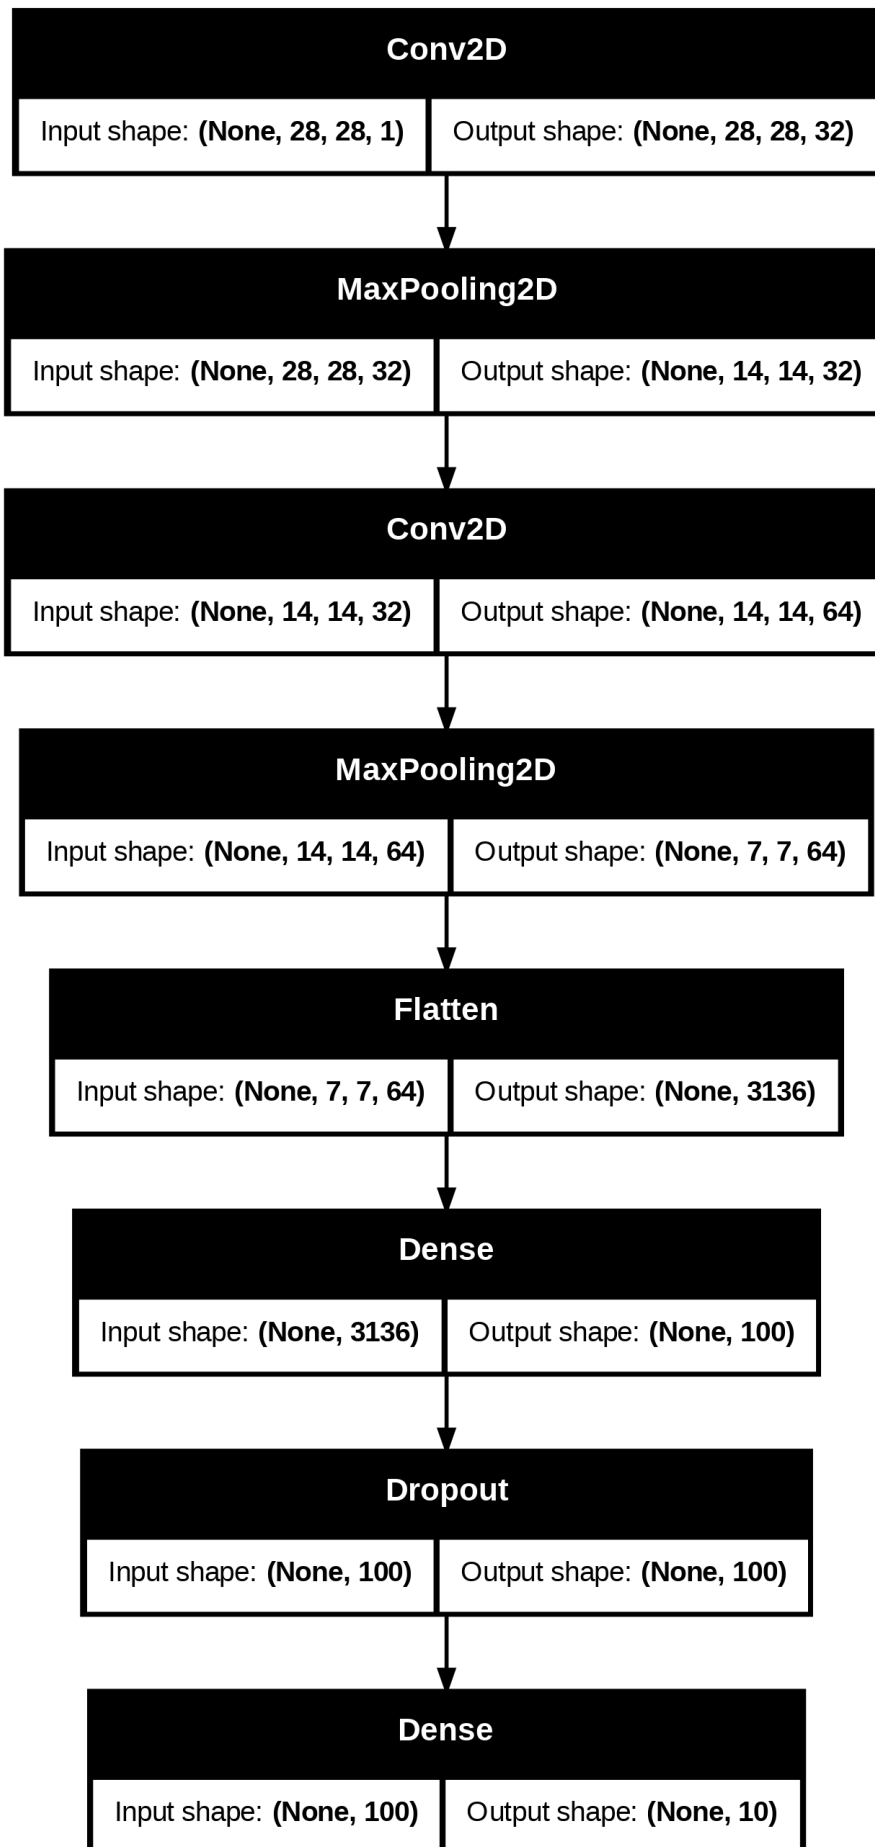 Conv2D
Input shape: (None, 28, 28, 1) Output shape: (None, 28, 28, 32)
MaxPooling2D
Input shape: (None, 28, 28, 32) Output shape: (None, 14, 14, 32)
Conv2D
Input shape: (None, 14, 14, 32) Output shape: (None, 14, 14, 64)
MaxPooling2D
Input shape: (None, 14, 14, 64) Output shape: (None, 7, 7, 64)
Flatten
Input shape: (None, 7, 7, 64) Output shape: (None, 3136)
Dense
Input shape: (None, 3136) Output shape: (None, 100)
Dropout
Input shape: (None, 100) Output shape: (None, 100)
Dense
Input shape: (None, 100) Output shape: (None, 10)